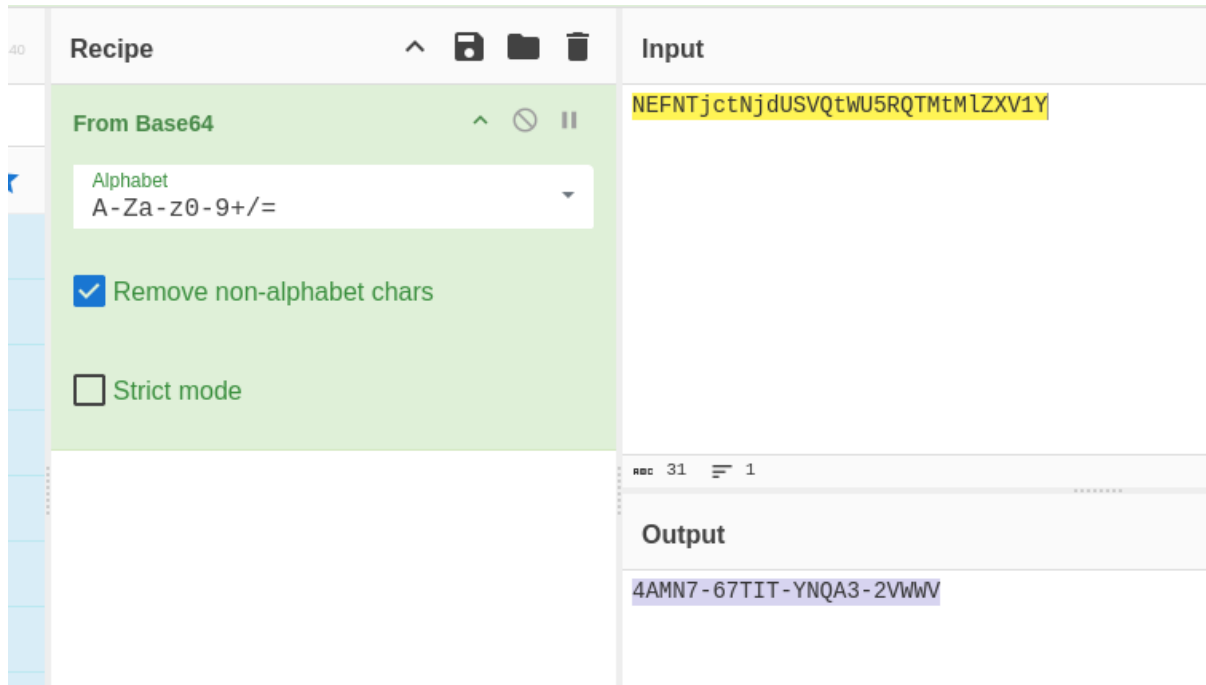 40
Recipe
From Base64
Alphabet
A-Za-z0-9+/=
Remove non-alphabet chars
Strict mode
Input
NEFNTjctNjdUSVQtWU5RQTMtMlZXV1Y
ABC 31 1
Output
4AMN7-67TIT-YNQA3-2VWWV